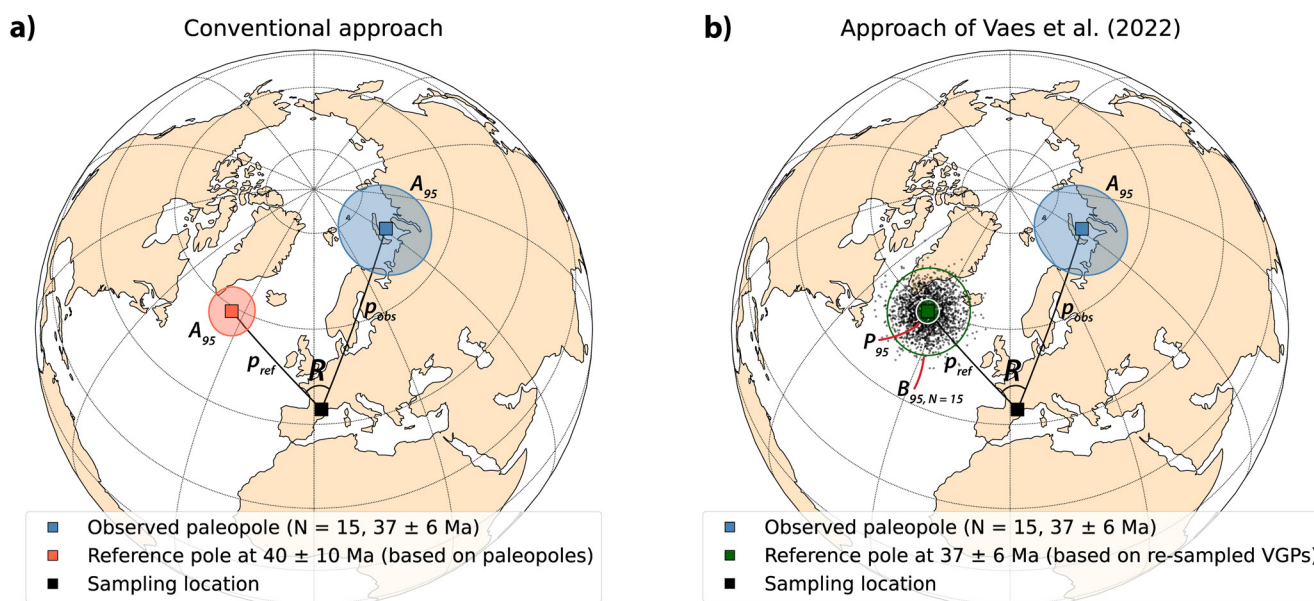 a)
Conventional approach
A95
A95
pref
pobs
R
Observed paleopole (N = 15, 37 ± 6 Ma)
Reference pole at 40 ± 10 Ma (based on paleopoles)
Sampling location
b)
Approach of Vaes et al. (2022)
A95
P95
pref
pobs
R
B95, N = 15
Observed paleopole (N = 15, 37 ± 6 Ma)
Reference pole at 37 ± 6 Ma (based on re-sampled VGPs)
Sampling location